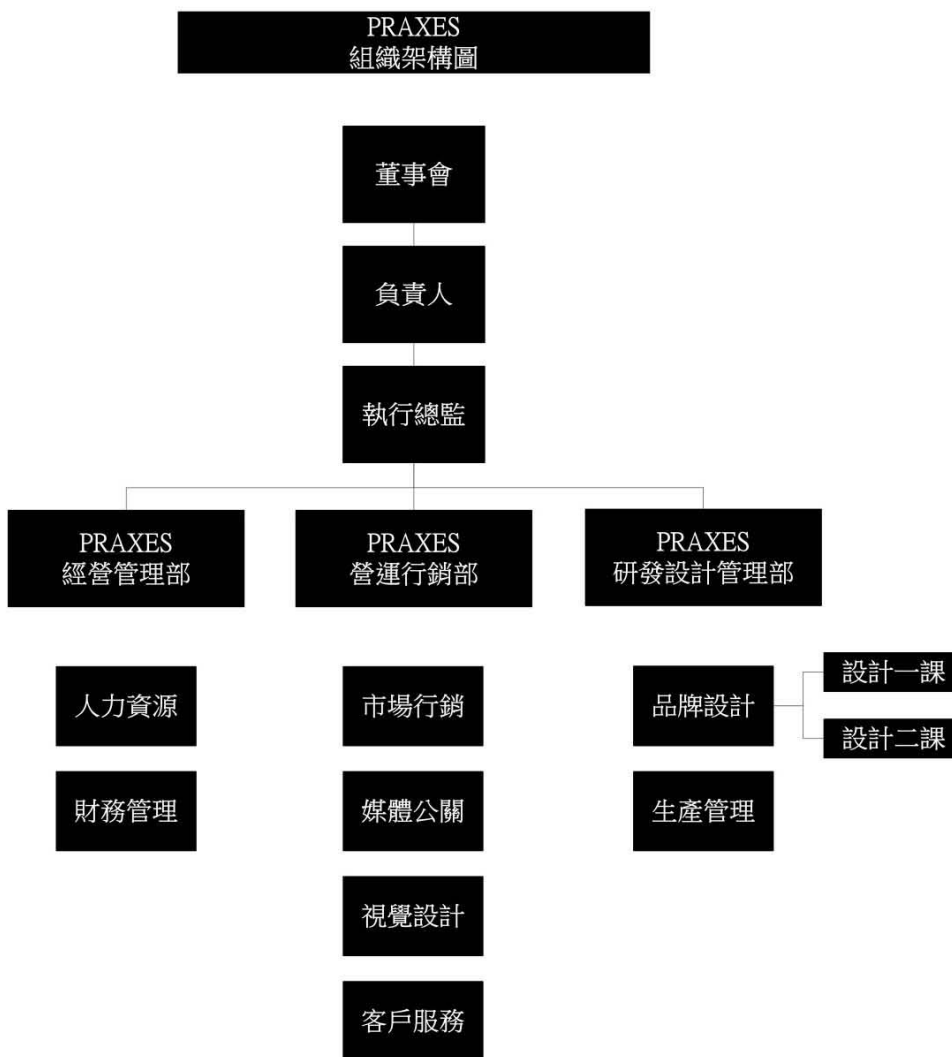 PRAXES
組織架構圖
董事會
負責人
執行總監
PRAXES
經營管理部
PRAXES
營運行銷部
PRAXES
研發設計管理部
人力資源
市場行銷
品牌設計
設計一課
設計二課
財務管理
媒體公關
生產管理
視覺設計
客戶服務